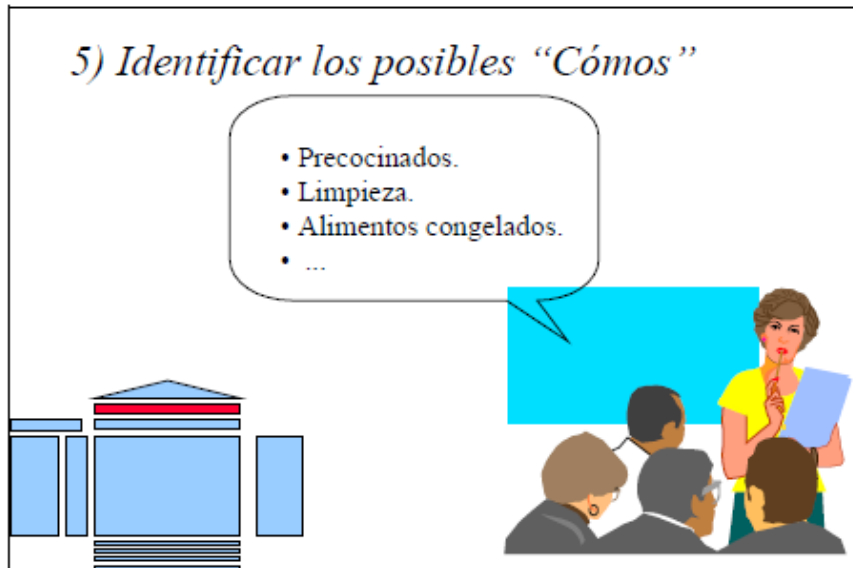 5) Identificar los posibles “Cómos”
• Precocinados.
• Limpieza.
• Alimentos congelados.
• ...